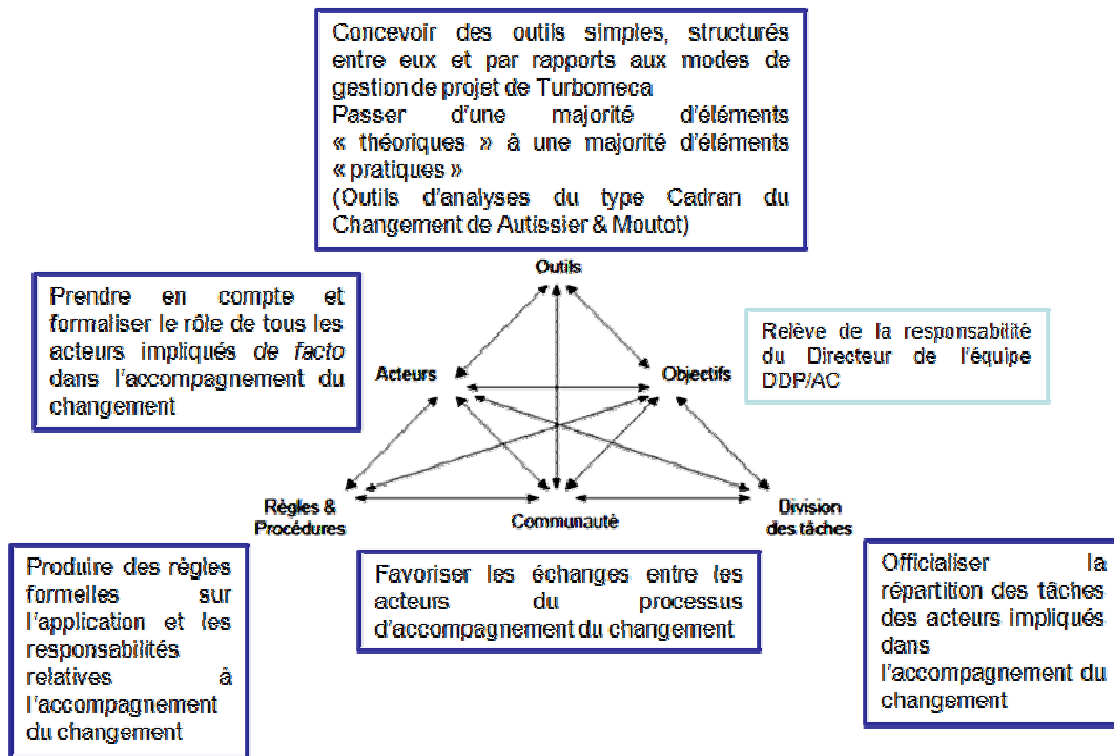 Concevoir des outils simples, structurés
entre eux et par rapports aux modes de
gestion de projet de Turbomeca
Passer d'une majorité d'éléments
« théoriques » à une majorité d'éléments
« pratiques »
(Outils d'analyses du type Cadran du
Changement de Autissier & Moutot)
Outils
Prendre en compte et
formaliser le rôle de tous les
acteurs impliqués de facto
dans l'accompagnement du
changement
Acteurs
Objectifs
Relève de la responsabilité
du Directeur de l'équipe
DDP/AC
Règles &
Procédures
Communauté
Division
des tâches
Produire des règles
formelles sur
l'application et les
responsabilités
relatives à
l'accompagnement
du changement
Favoriser les échanges entre les
acteurs du processus
d'accompagnement du changement
Officialiser la
répartition des tâches
des acteurs impliqués
dans
l'accompagnement du
changement